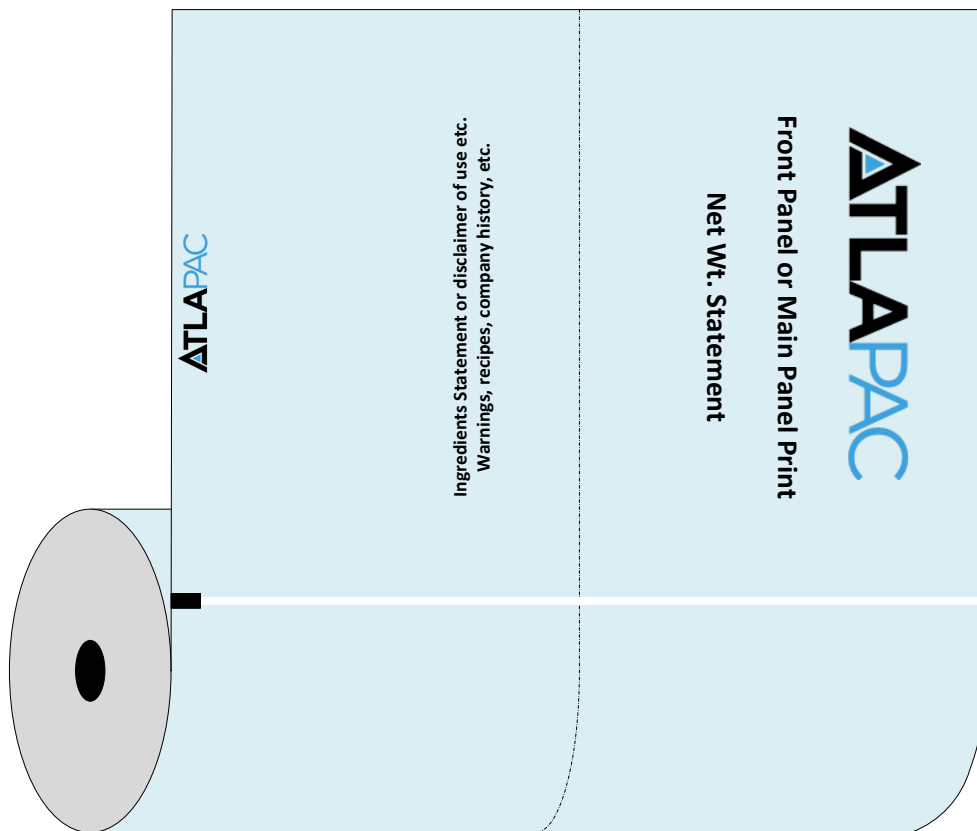 ATLAPAC
Front Panel or Main Panel Print
Net Wt. Statement
Ingredients Statement or disclaimer of use etc.
Warnings, recipes, company history, etc.
ATLAPAC